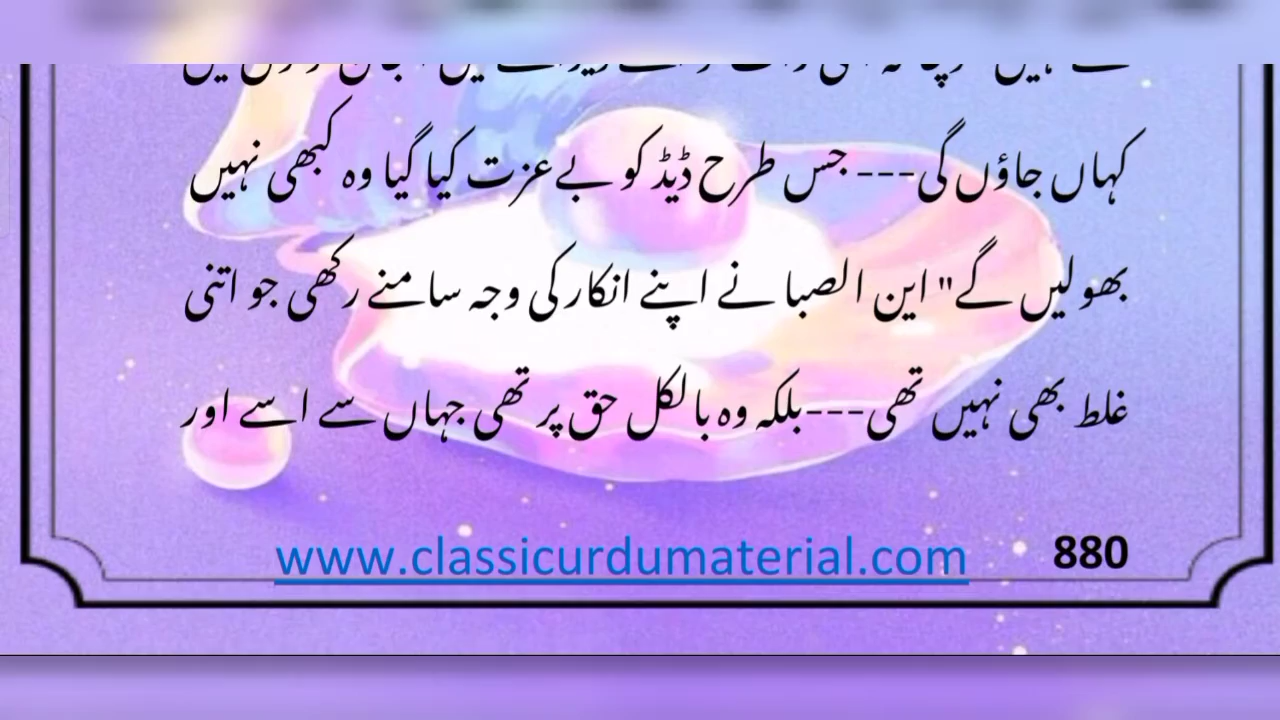 کہاں جاؤں گی---جس طرح ڈیڈ کو بے عزت کیا گیا وہ کبھی نہیں
بھولیں گے" این الصبا نے اپنے انکار کی وجہ سامنے رکھی جو اتنی
غلط بھی نہیں تھی---بلکہ وہ بالکل حق پر تھی جہاں سے اسے اور
www.classicurdumaterial.com 880